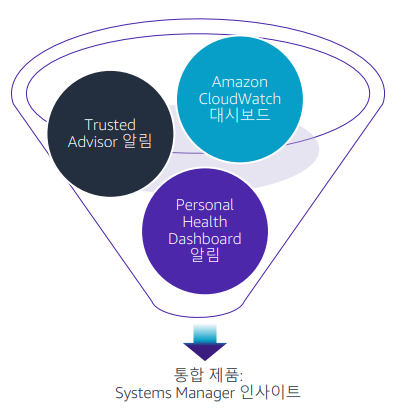 Amazon
CloudWatch
대시보드
Trusted
Advisor 알림
Personal
Health
Dashboard
알림
통합 제품:
Systems Manager 인사이트